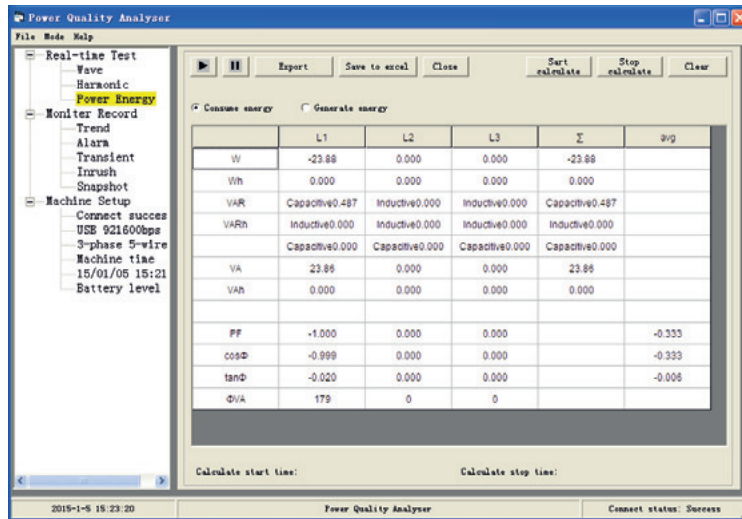 Power Quality Analyser
File Mode Help
Real-time Test
Wave
Harmonic
Power Energy
Moniter Record
Trend
Alarm
Transient
Inrush
Snapshot
Machine Setup
Connect succes
USB 921600bps
3-phase 5-wire
Machine time
15/01/05 15:21
Battery level
Export Save to excel Close Sart calculate Stop calculate Clear
Consume energy Generate energy
L1 L2 L3 Σ avg
W -23.88 0.000 0.000 -23.88
Wh 0.000 0.000 0.000 0.000
VAR Capacitive0.487 Inductive0.000 Inductive0.000 Capacitive0.487
VARh Inductive0.000 Inductive0.000 Inductive0.000 Inductive0.000
Capacitive0.000 Capacitive0.000 Capacitive0.000 Capacitive0.000
VA 23.86 0.000 0.000 23.86
VAh 0.000 0.000 0.000 0.000
PF -1.000 0.000 0.000 -0.333
cosΦ -0.999 0.000 0.000 -0.333
tanΦ -0.020 0.000 0.000 -0.006
ΦVA 179 0 0
Calculate start time: Calculate stop time:
2015-1-5 15:23:20 Power Quality Analyser Connect status: Success